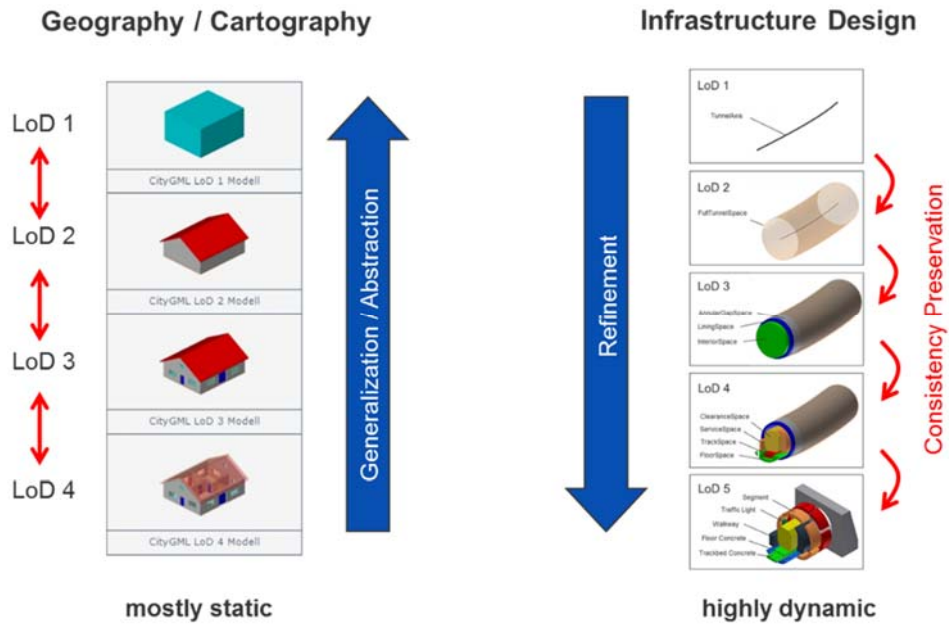 Geography / Cartography
LoD 1
CityGML LoD 1 Modell
LoD 2
CityGML LoD 2 Modell
LoD 3
CityGML LoD 3 Modell
LoD 4
CityGML LoD 4 Modell
mostly static
Generalization / Abstraction
Refinement
Infrastructure Design
LoD 1
TunnelAxis
LoD 2
FullTunnelSpace
LoD 3
AnnularGapSpace
LiningSpace
InteriorSpace
LoD 4
ClearanceSpace
ServiceSpace
TrackSpace
FloorSpace
LoD 5
Segment
Traffic Light
Walkway
Floor Concrete
Trackbed Concrete
highly dynamic
Consistency Preservation